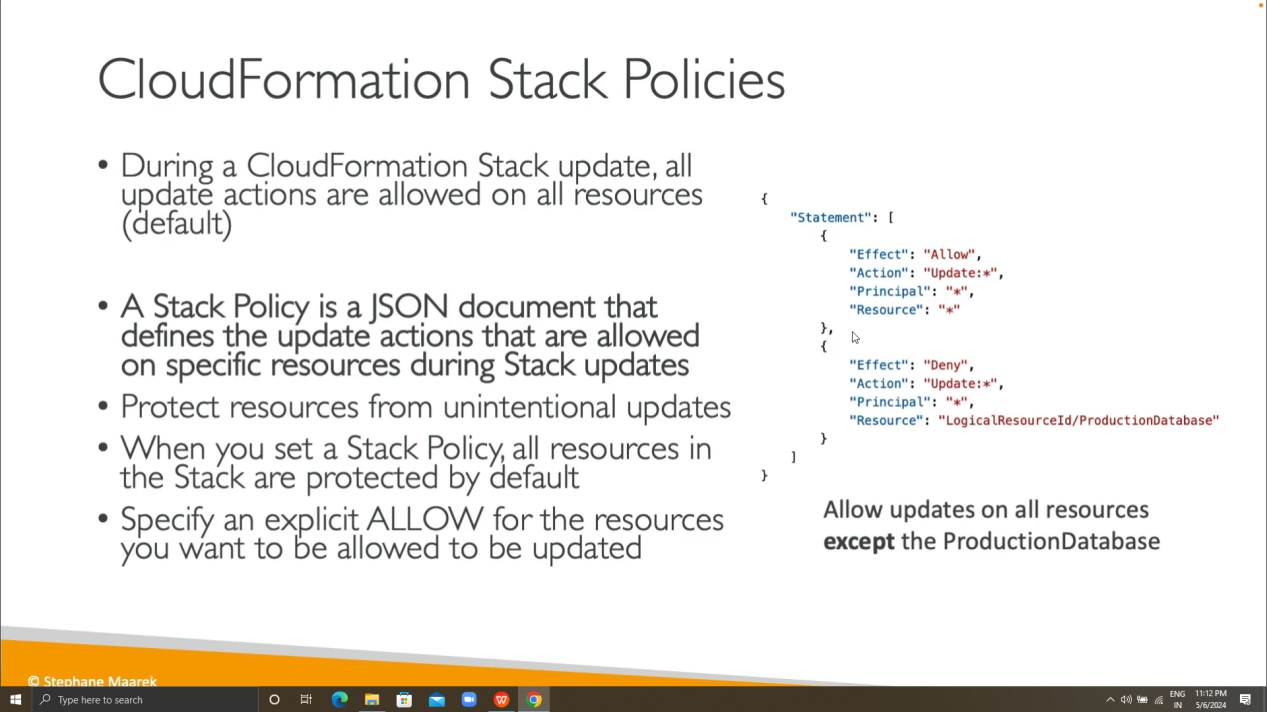 CloudFormation Stack Policies
• During a CloudFormation Stack update, all
update actions are allowed on all resources
(default)
• A Stack Policy is a JSON document that
defines the update actions that are allowed
on specific resources during Stack updates
• Protect resources from unintentional updates
• When you set a Stack Policy, all resources in
the Stack are protected by default
• Specify an explicit ALLOW for the resources
you want to be allowed to be updated
{
"Statement": [
{
"Effect": "Allow",
"Action": "Update:*",
"Principal": "*",
"Resource": "*"
},
{
"Effect": "Deny",
"Action": "Update:*",
"Principal": "*",
"Resource": "LogicalResourceId/ProductionDatabase"
}
]
}
Allow updates on all resources
except the ProductionDatabase
© Stephane Maarek
Type here to search
ENG
IN
11:12 PM
5/6/2024